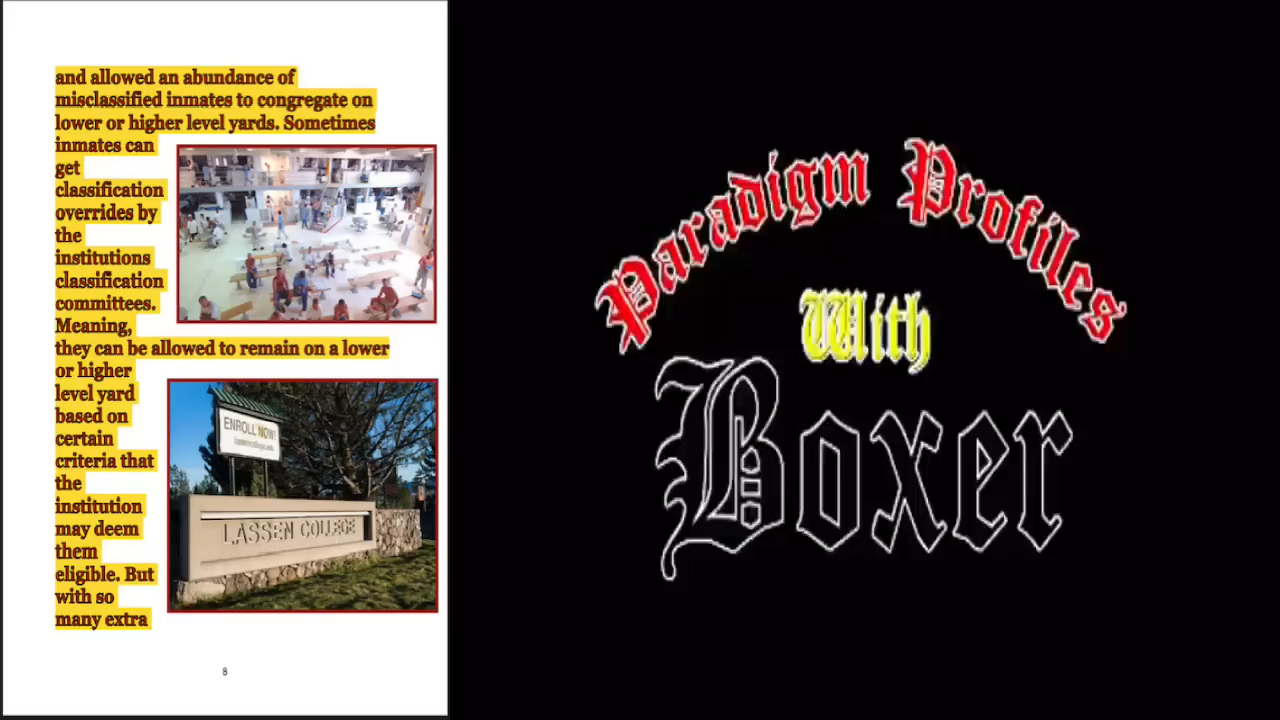 and allowed an abundance of
misclassified inmates to congregate on
lower or higher level yards. Sometimes
inmates can
get
classification
overrides by
the
institutions
classification
committees.
Meaning,
they can be allowed to remain on a lower
or higher
level yard
based on
certain
criteria that
the
institution
may deem
them
eligible. But
with so
many extra
ENROLL NOW!
LASSEN COLLEGE
8
Paradigm Profiles
With
Boxer